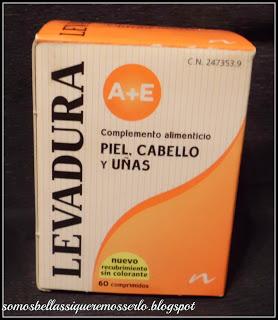 C.N. 247353.9
LEVADURA
A+E
Complemento alimenticio
PIEL, CABELLO
Y UÑAS
nuevo
recubrimiento
sin colorante
60 comprimidos
n
somosbellassiqueremosserlo.blogspot